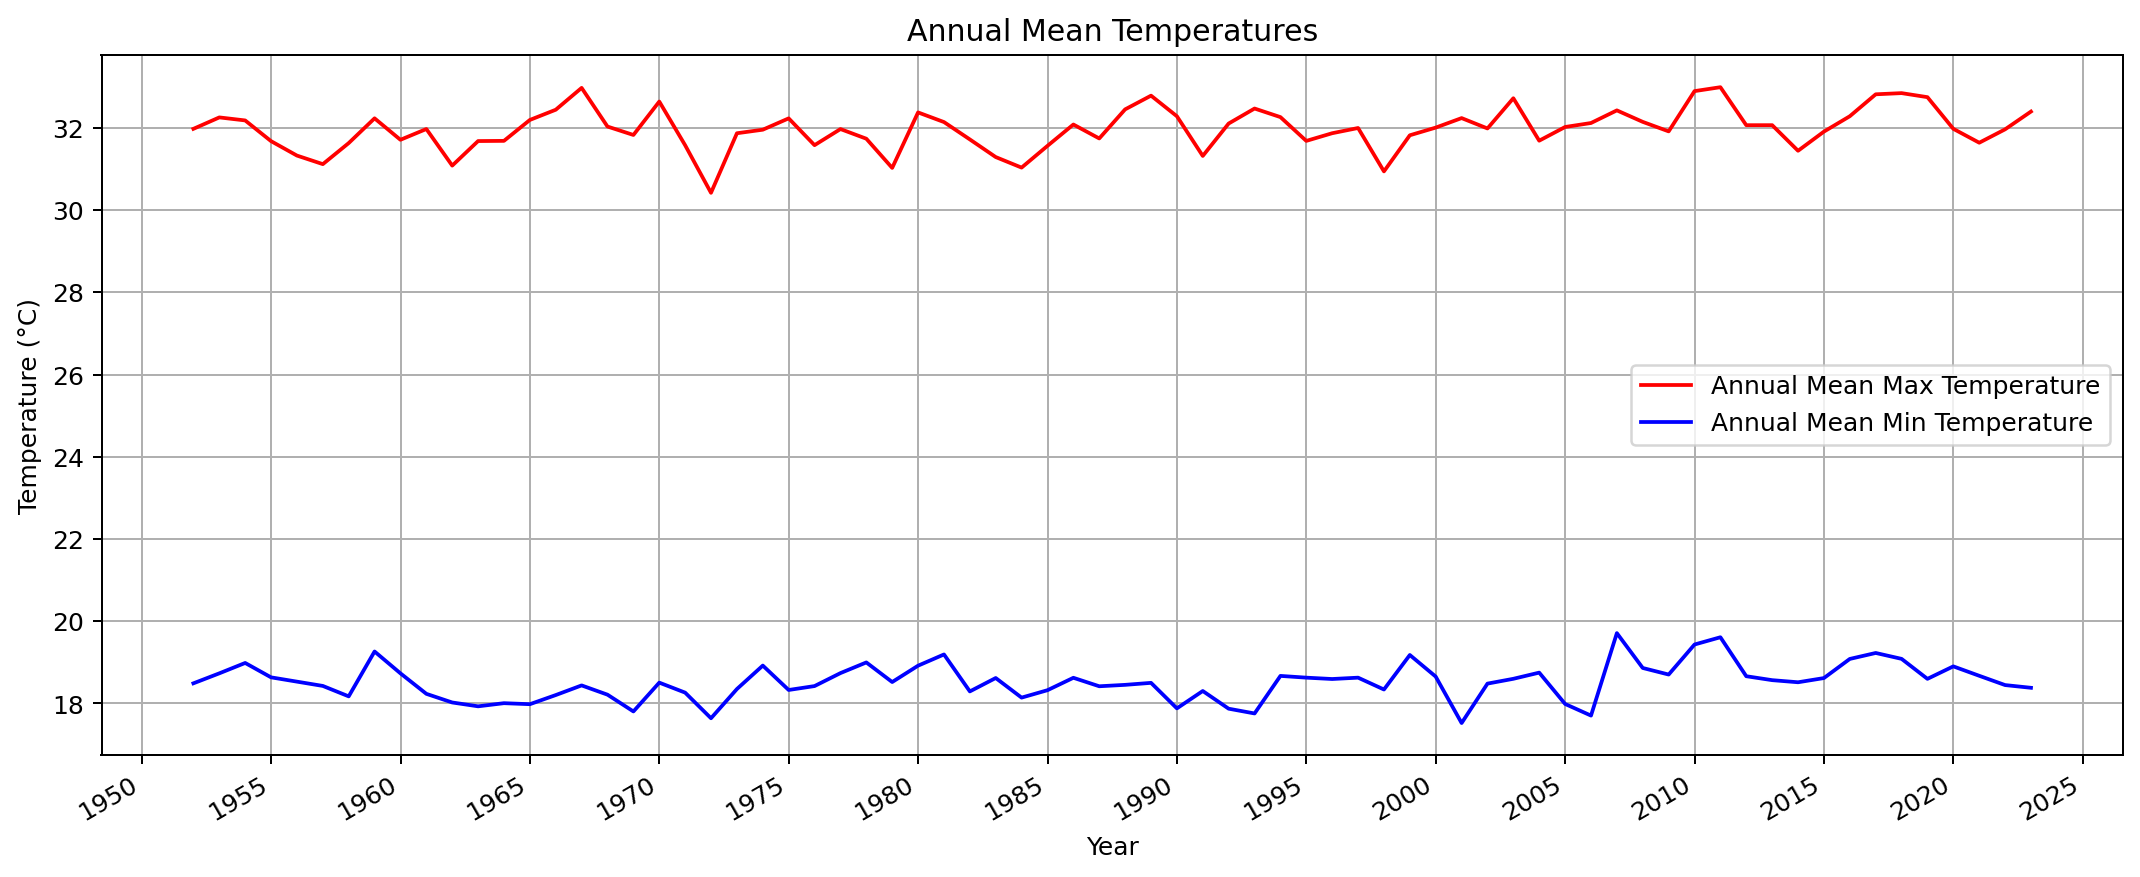 Annual Mean Temperatures
Temperature (°C)
32
30
28
26
24
22
20
18
Annual Mean Max Temperature
Annual Mean Min Temperature
1950 1955 1960 1965 1970 1975 1980 1985 1990 1995 2000 2005 2010 2015 2020 2025
Year